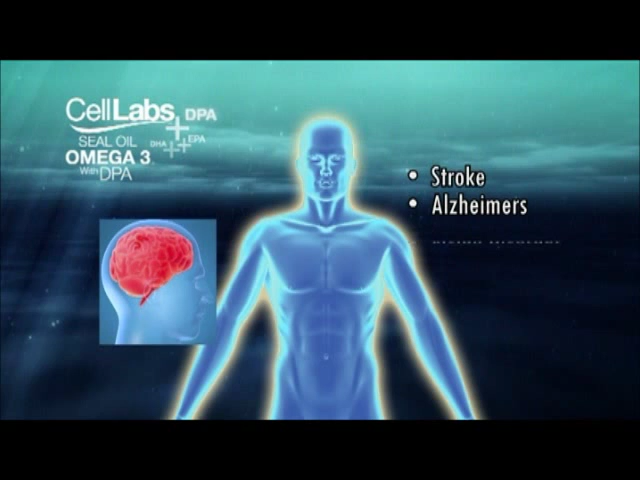 CellLabs DPA
SEAL OIL DHA EPA
OMEGA 3
With DPA
• Stroke
• Alzheimers